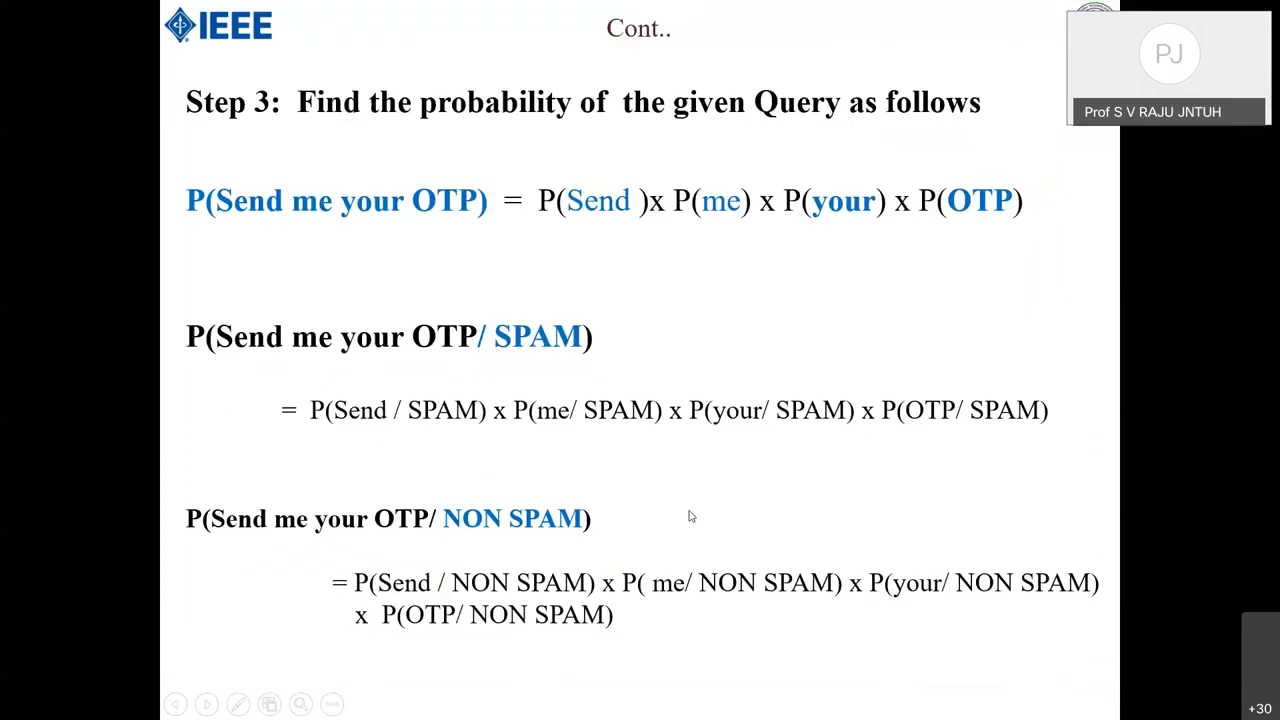 IEEE
Cont..
PJ
Prof S V RAJU JNTUH
Step 3: Find the probability of the given Query as follows
P(Send me your OTP) = P(Send )x P(me) x P(your) x P(OTP)
P(Send me your OTP/ SPAM)
= P(Send / SPAM) x P(me/ SPAM) x P(your/ SPAM) x P(OTP/ SPAM)
P(Send me your OTP/ NON SPAM)
= P(Send / NON SPAM) x P( me/ NON SPAM) x P(your/ NON SPAM)
x P(OTP/ NON SPAM)
+30